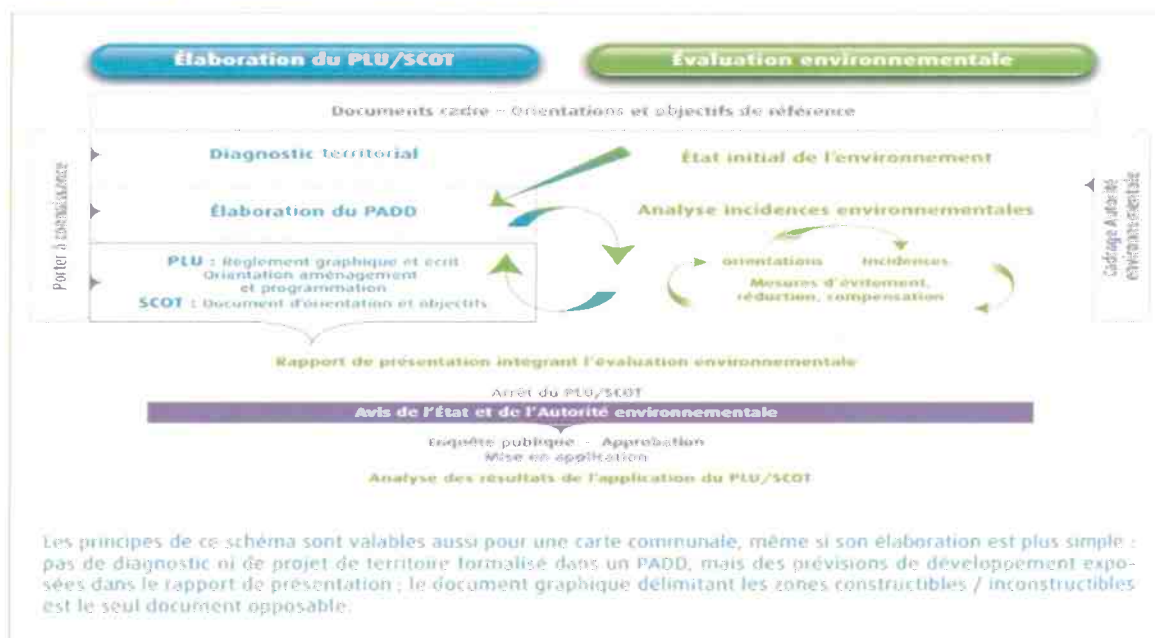 Élaboration du PLU/SCOT
Évaluation environnementale
Documents cadre - Orientations et objectifs de référence
Porter à connaissance
Diagnostic territorial
État initial de l'environnement
Élaboration du PADD
Analyse incidences environnementales
PLU : Règlement graphique et écrit
Orientation aménagement
et programmation
SCOT : Document d'orientation et objectifs
orientations
Incidences
Mesures d'évitement,
réduction, compensation
Cadrage Autorité
environnementale
Rapport de présentation intégrant l'évaluation environnementale
Arrêt du PLU/SCOT
Avis de l'État et de l'Autorité environnementale
Enquête publique - Approbation
Mise en application
Analyse des résultats de l'application du PLU/SCOT
Les principes de ce schéma sont valables aussi pour une carte communale, même si son élaboration est plus simple :
pas de diagnostic ni de projet de territoire formalisé dans un PADD, mais des prévisions de développement expo-
sées dans le rapport de présentation ; le document graphique délimitant les zones constructibles / inconstructibles
est le seul document opposable.